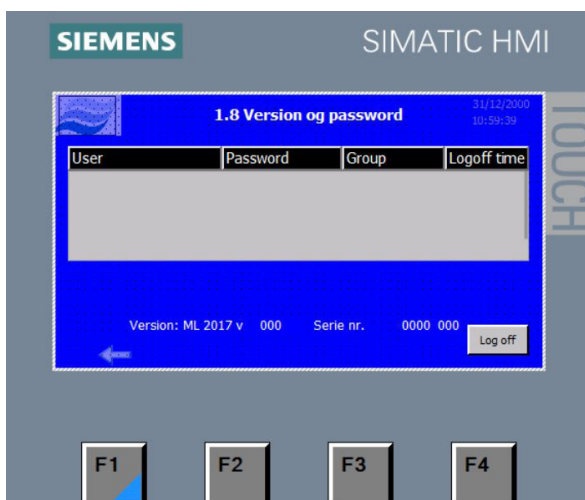 SIEMENS
SIMATIC HMI
TOUCH
1.8 Version og password
31/12/2000
10:59:39
User Password Group Logoff time
Version: ML 2017 v 000 Serie nr. 0000 000
Log off
F1 F2 F3 F4